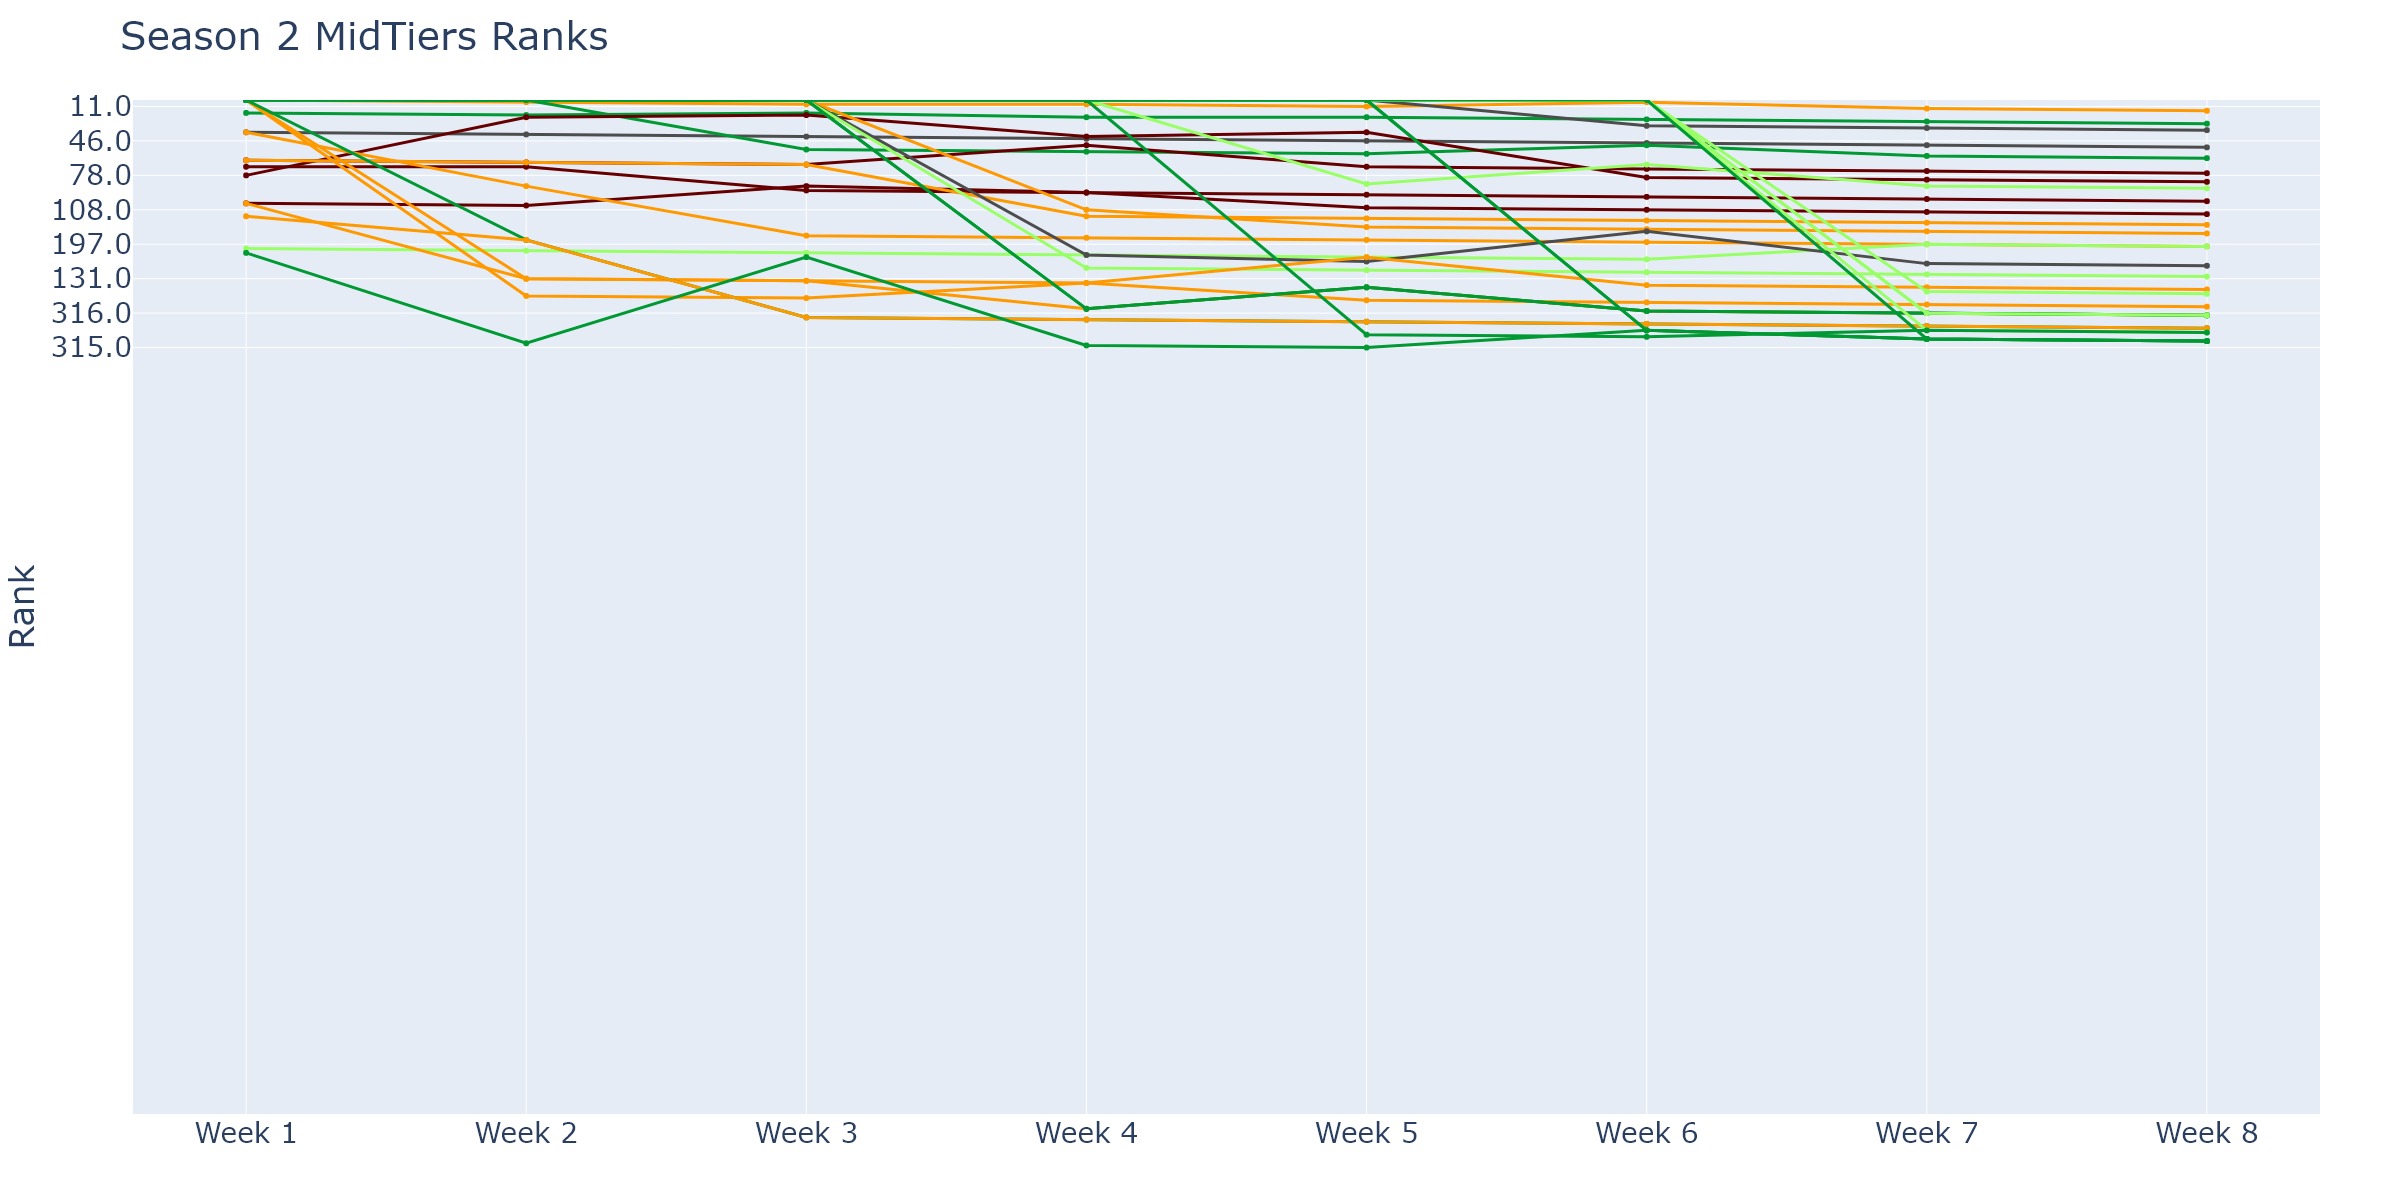 Season 2 MidTiers Ranks
11.0
46.0
78.0
108.0
197.0
131.0
316.0
315.0
Rank
Week 1
Week 2
Week 3
Week 4
Week 5
Week 6
Week 7
Week 8